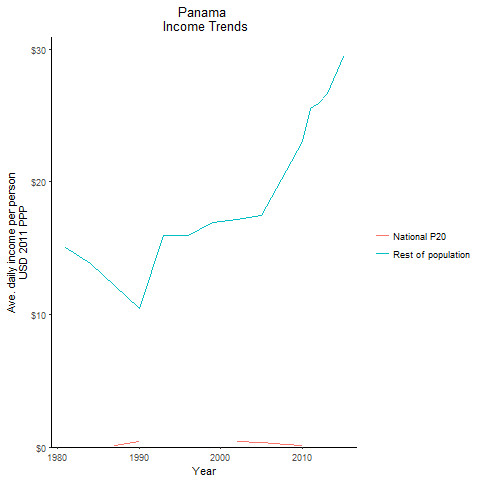 Panama
Income Trends
Ave. daily income per person
USD 2011 PPP
$30
$20
$10
$0
1980
1990
2000
2010
Year
National P20
Rest of population